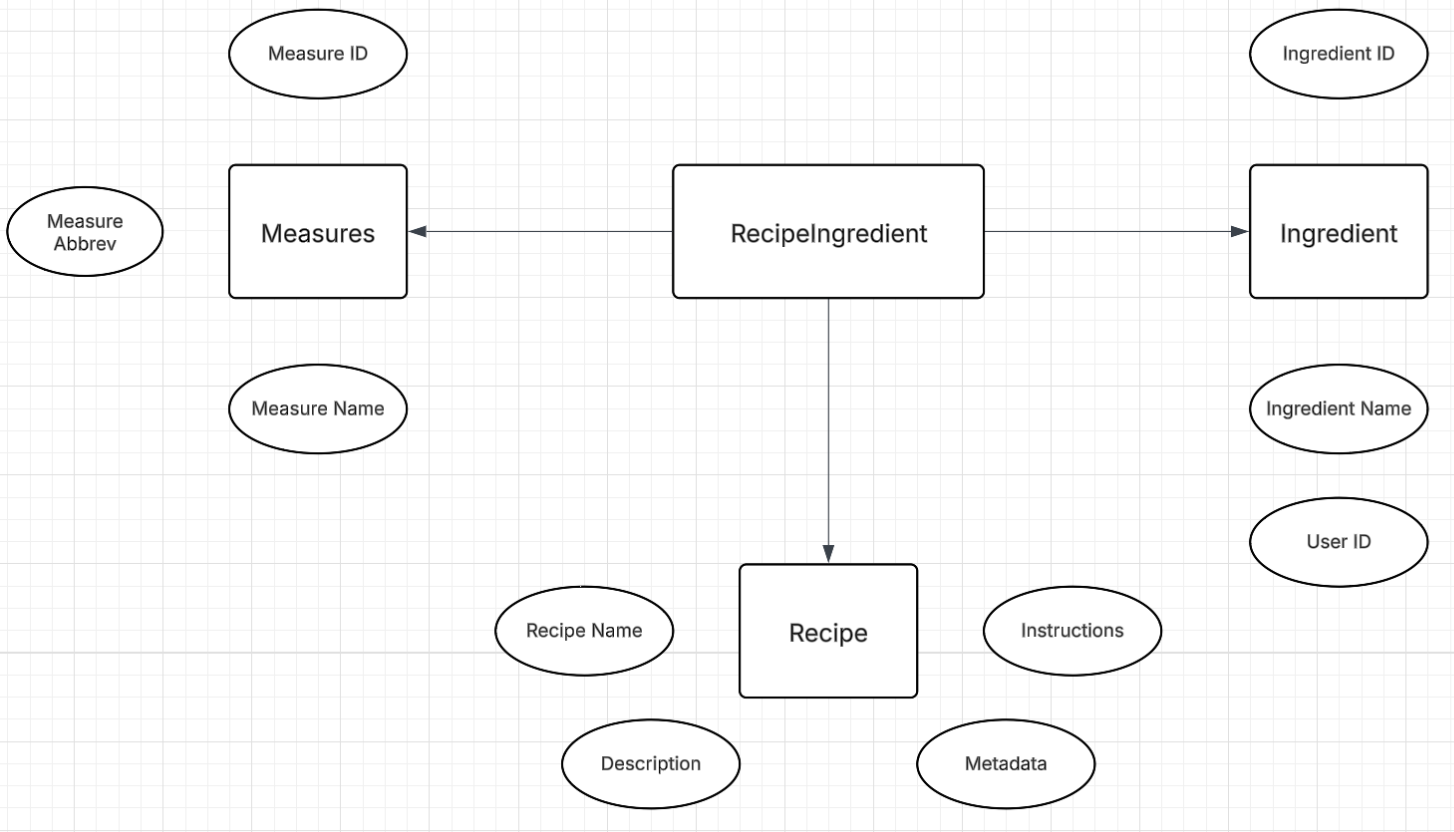 Measure ID
Ingredient ID
Measure
Abbrev
Measures
RecipeIngredient
Ingredient
Measure Name
Ingredient Name
User ID
Recipe Name
Recipe
Instructions
Description
Metadada